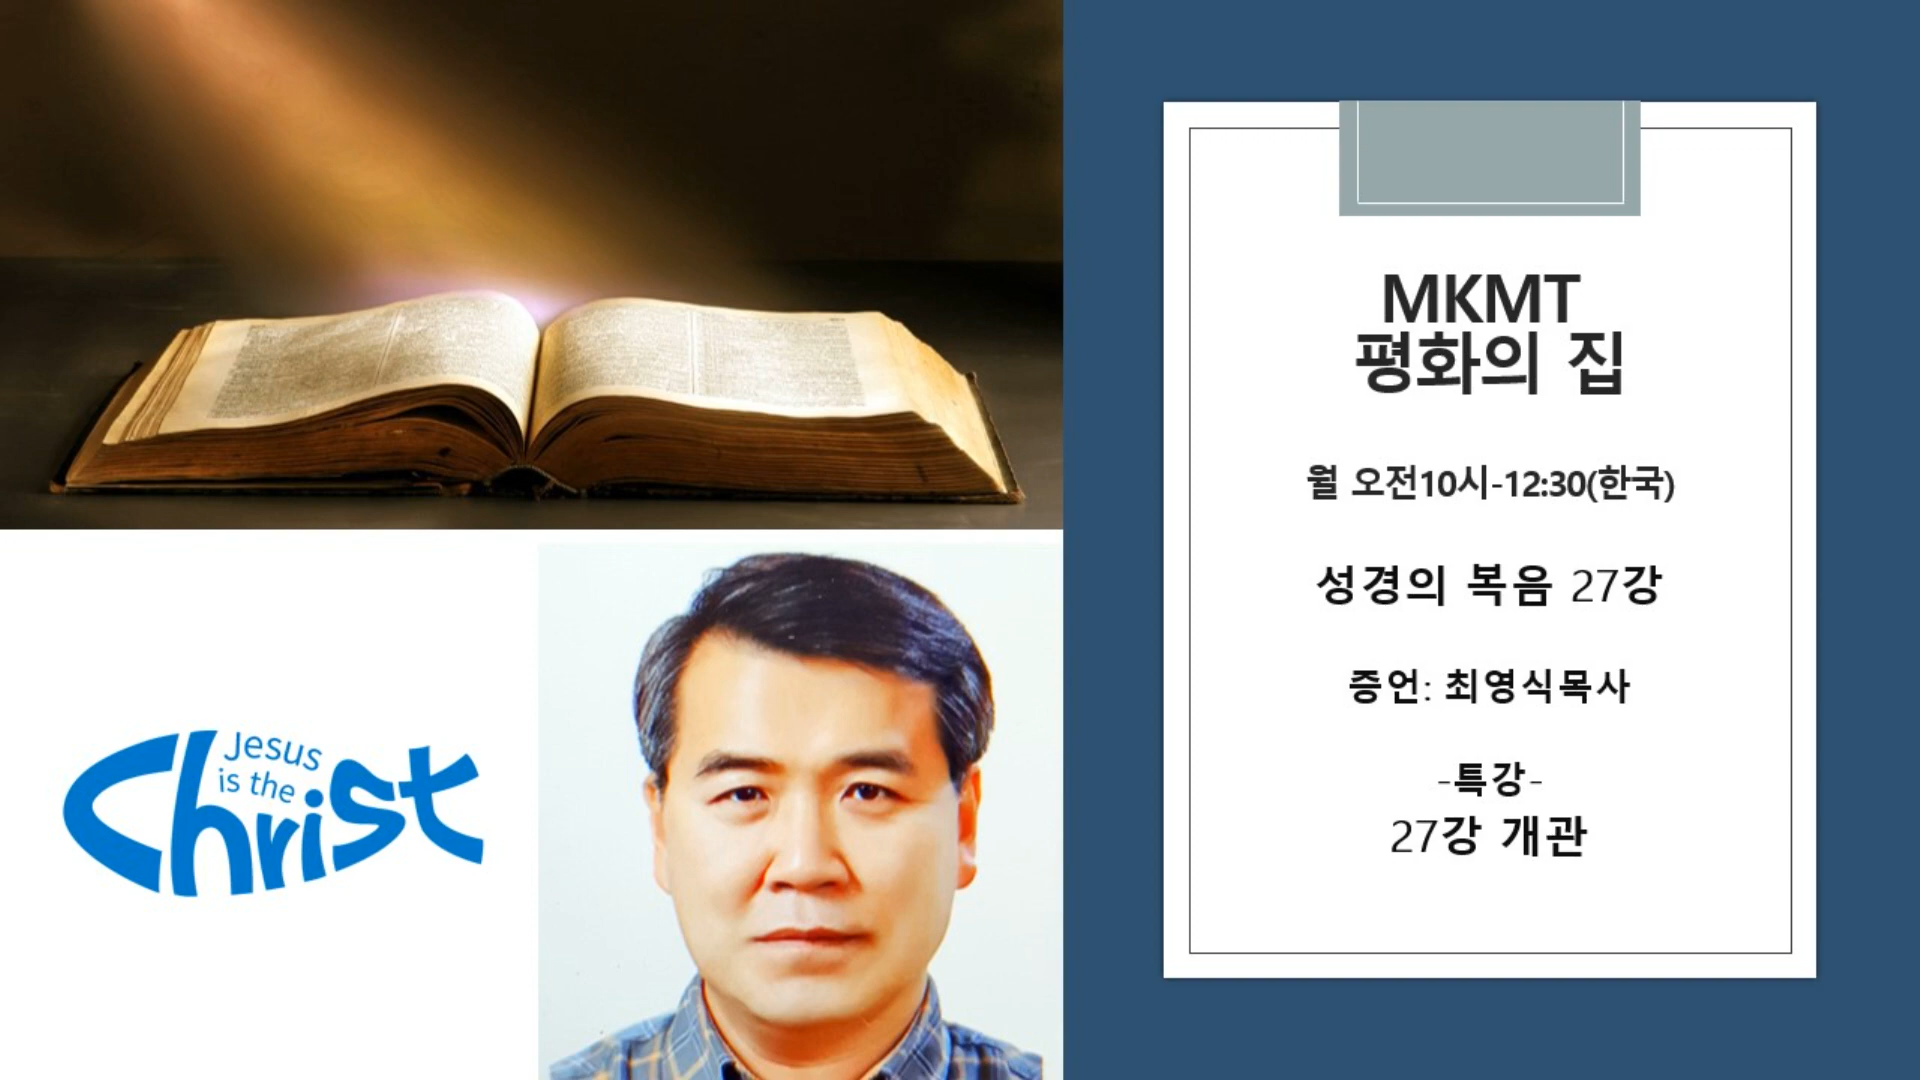 Jesus
is the
Christ
MKMT
평화의 집
월 오전10시-12:30(한국)
성경의 복음 27강
증언: 최영식목사
-특강-
27강 개관